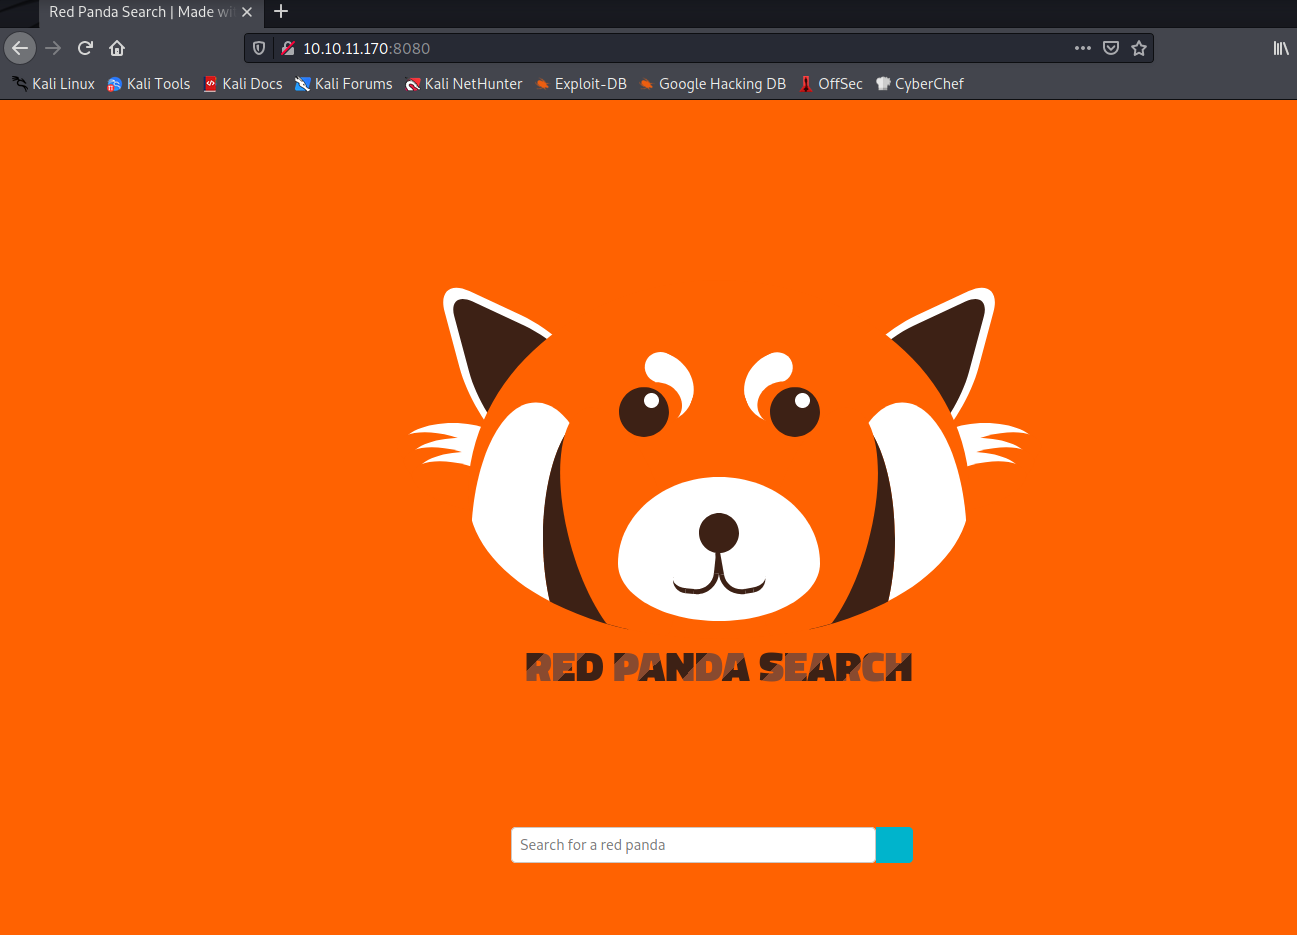 Red Panda Search | Made wi
10.10.11.170:8080
Kali Linux Kali Tools Kali Docs Kali Forums Kali NetHunter Exploit-DB Google Hacking DB OffSec CyberChef
RED PANDA SEARCH
Search for a red panda